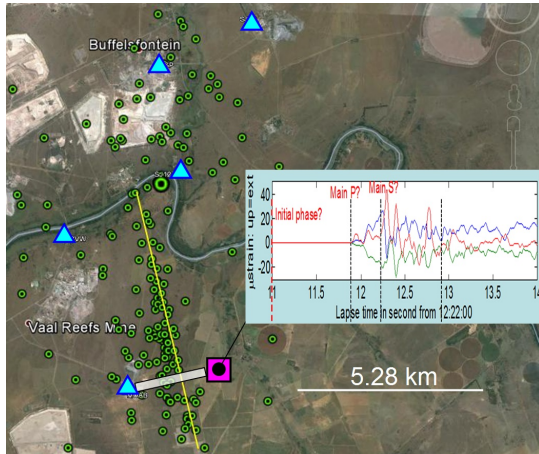 Buffelsfontein
Vaal Reefs Mine
µstrain: up=ext
40
20
0
-20
Initial phase?
Main P?
Main S?
11
11.5
12
12.5
13
13.5
14
Lapse time in second from 12:22:00
5.28 km